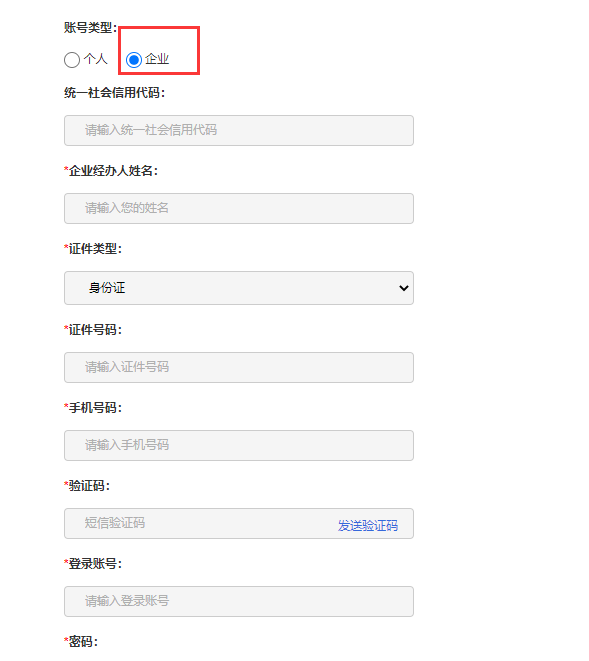 账号类型:
个人 企业
统一社会信用代码:
请输入统一社会信用代码
*企业经办人姓名:
请输入您的姓名
*证件类型:
身份证
*证件号码:
请输入证件号码
*手机号码:
请输入手机号码
*验证码:
短信验证码 发送验证码
*登录账号:
请输入登录账号
*密码: